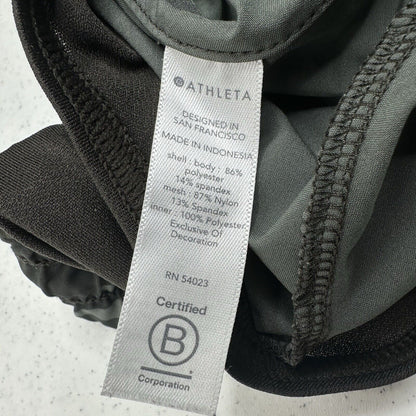 ATHLETA
DESIGNED IN
SAN FRANCISCO
MADE IN INDONESIA
shell : body : 86%
polyester
14% spandex
mesh : 87% Nylon
13% Spandex
inner : 100% Polyester
Exclusive Of
Decoration
RN 54023
Certified
B
Corporation